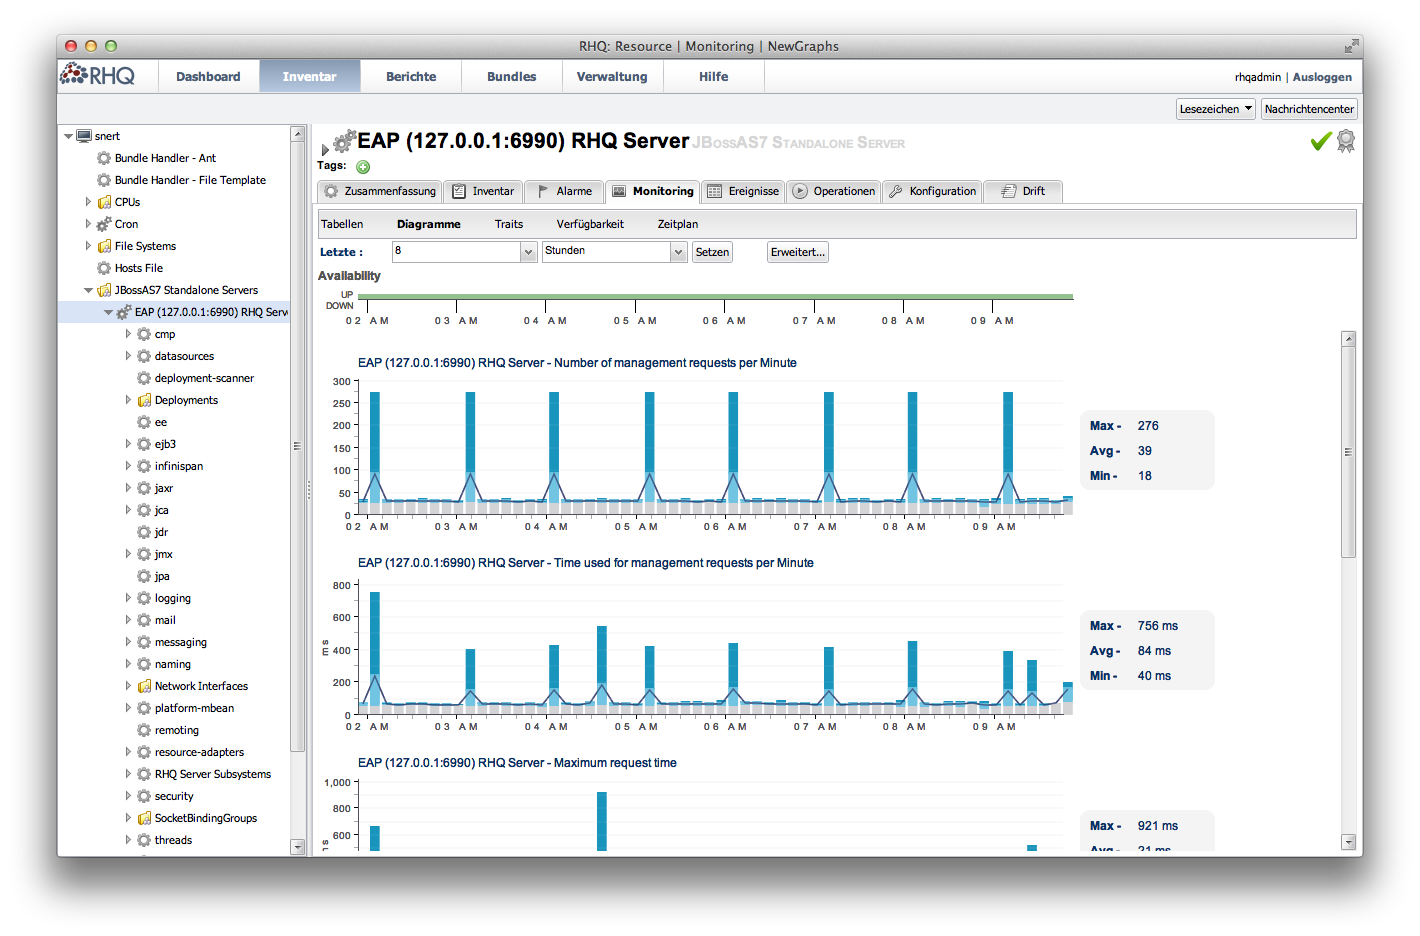 RHQ: Resource | Monitoring | NewGraphs
RHQ
Dashboard
Inventar
Berichte
Bundles
Verwaltung
Hilfe
rhqadmin | Ausloggen
Lesezeichen
Nachrichtencenter
snert
Bundle Handler - Ant
Bundle Handler - File Template
CPUs
Cron
File Systems
Hosts File
JBossAS7 Standalone Servers
EAP (127.0.0.1:6990) RHQ Serv
cmp
datasources
deployment-scanner
Deployments
ee
ejb3
infinispan
jaxr
jca
jdr
jmx
jpa
logging
mail
messaging
naming
Network Interfaces
platform-mbean
remoting
resource-adapters
RHQ Server Subsystems
security
SocketBindingGroups
threads
EAP (127.0.0.1:6990) RHQ Server JBossAS7 Standalone Server
Tags:
Zusammenfassung
Inventar
Alarme
Monitoring
Ereignisse
Operationen
Konfiguration
Drift
Tabellen
Diagramme
Traits
Verfügbarkeit
Zeitplan
Letzte :
8
Stunden
Setzen
Erweitert...
Availability
UP
DOWN
02 AM 03 AM 04 AM 05 AM 06 AM 07 AM 08 AM 09 AM
EAP (127.0.0.1:6990) RHQ Server - Number of management requests per Minute
300
250
200
150
100
50
0
02 AM 03 AM 04 AM 05 AM 06 AM 07 AM 08 AM 09 AM
Max - 276
Avg - 39
Min - 18
EAP (127.0.0.1:6990) RHQ Server - Time used for management requests per Minute
800
600
400
200
0
ms
02 AM 03 AM 04 AM 05 AM 06 AM 07 AM 08 AM 09 AM
Max - 756 ms
Avg - 84 ms
Min - 40 ms
EAP (127.0.0.1:6990) RHQ Server - Maximum request time
1,000
800
600
ms
Max - 921 ms
Avg - 21 ms